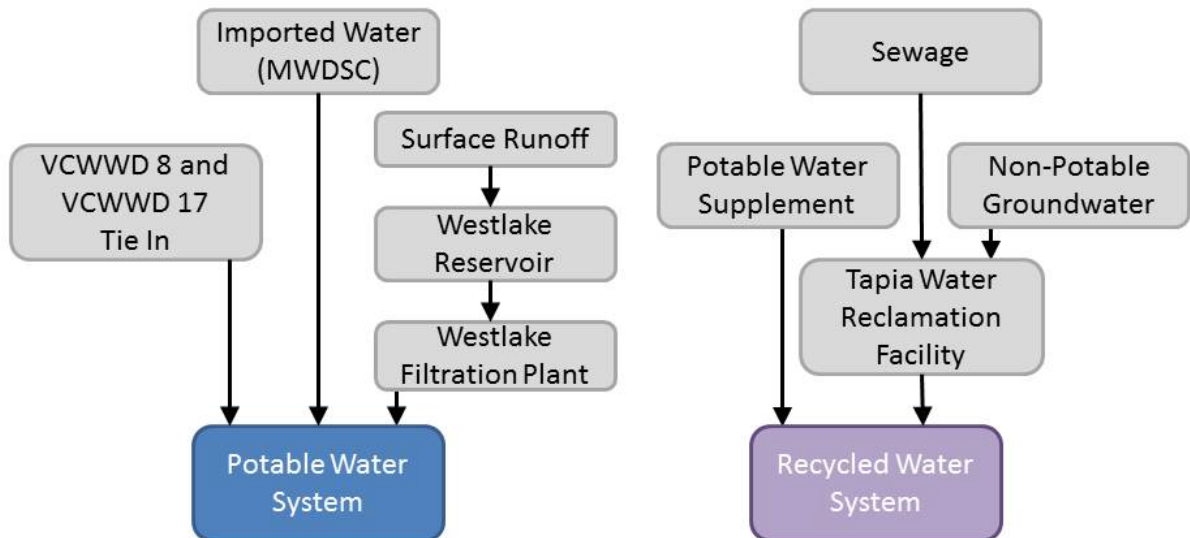 Imported Water
(MWDSC)
Surface Runoff
VCWWD 8 and
VCWWD 17
Tie In
Westlake
Reservoir
Westlake
Filtration Plant
Potable Water
System
Sewage
Potable Water
Supplement
Non-Potable
Groundwater
Tapia Water
Reclamation
Facility
Recycled Water
System